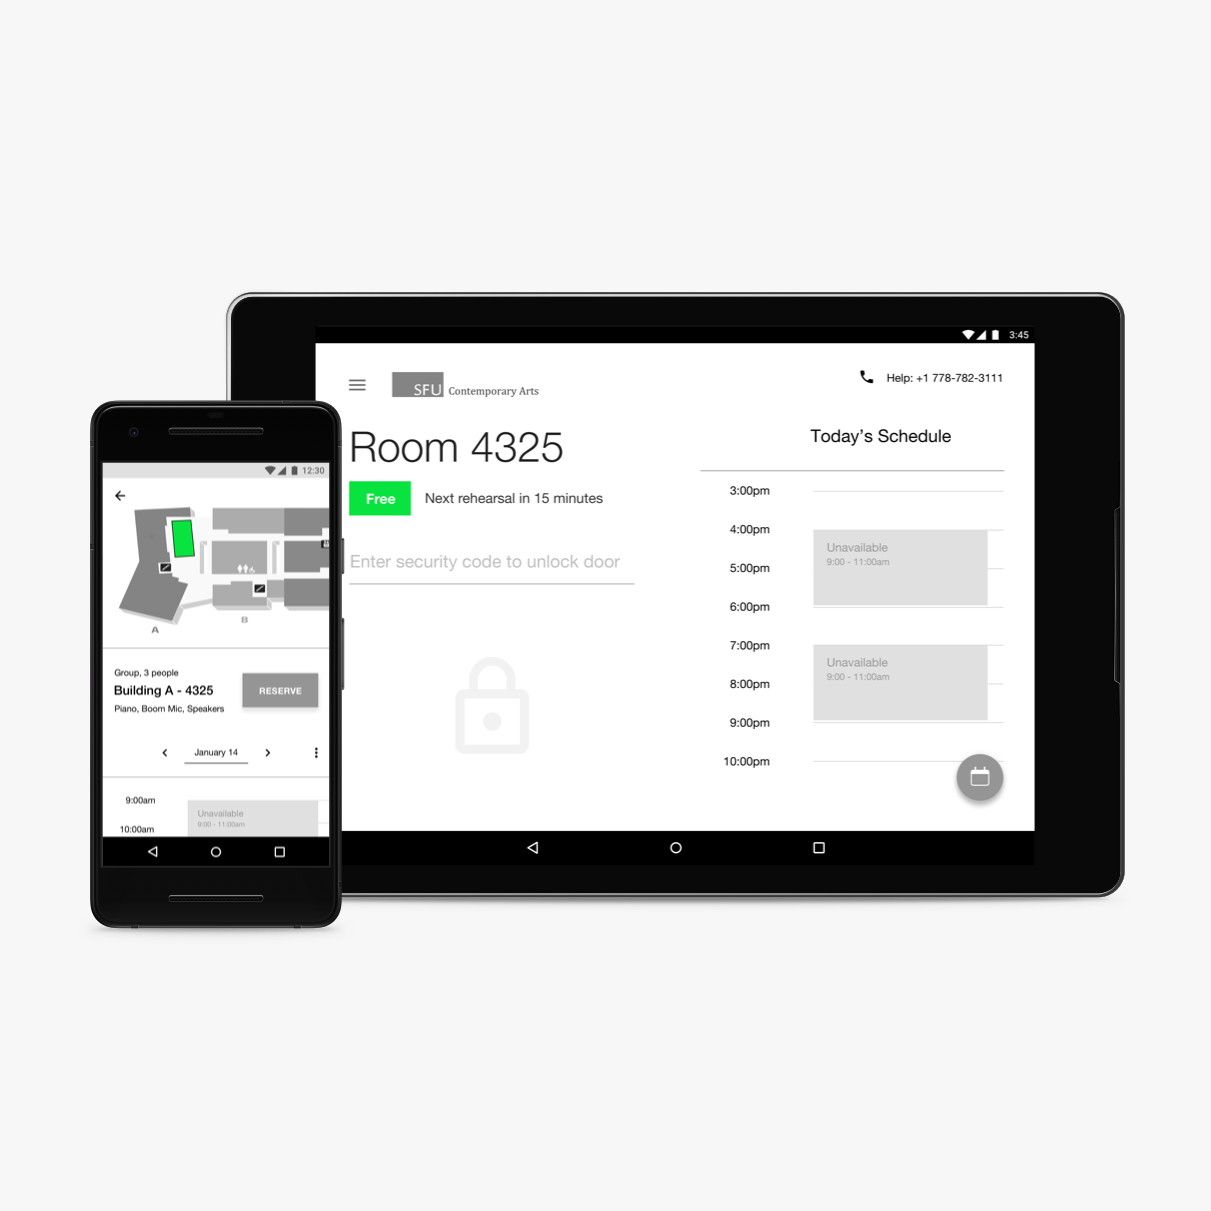 3:45
SFU Contemporary Arts
Help: +1 778-782-3111
Room 4325
Free
Next rehearsal in 15 minutes
Enter security code to unlock door
Today’s Schedule
3:00pm
4:00pm
Unavailable
9:00 - 11:00am
5:00pm
6:00pm
7:00pm
Unavailable
9:00 - 11:00am
8:00pm
9:00pm
10:00pm
12:30
A
B
Group, 3 people
Building A - 4325
Piano, Boom Mic, Speakers
RESERVE
January 14
9:00am
Unavailable
9:00 - 11:00am
10:00am